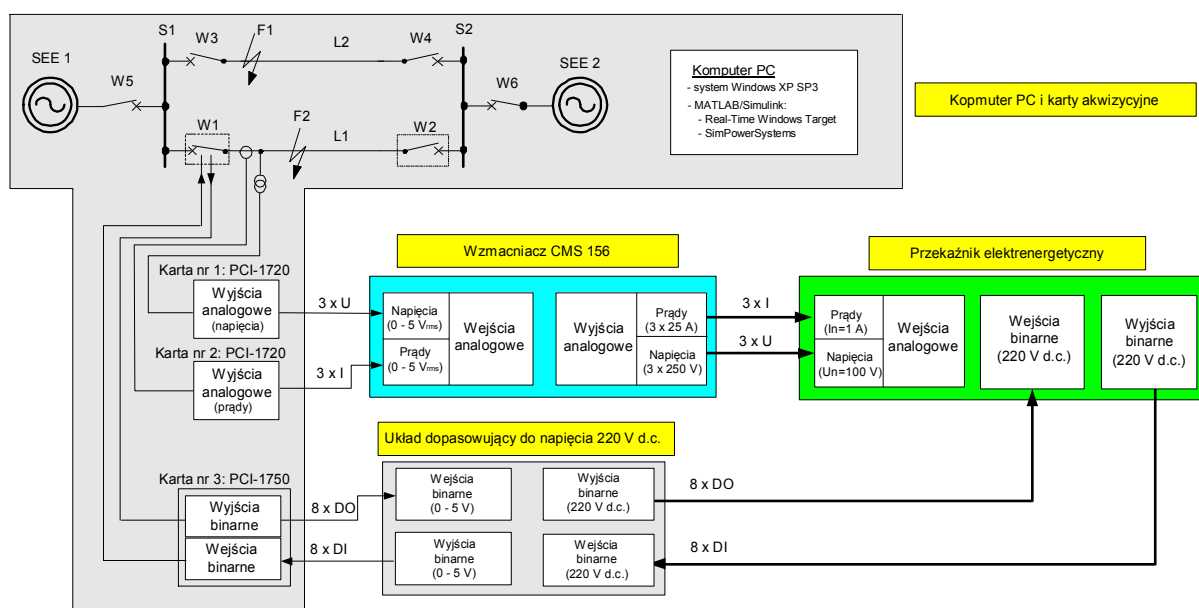 SEE 1
W5
S1
W3
F1
L2
W4
S2
W6
SEE 2
W1
F2
L1
W2
Komputer PC
- system Windows XP SP3
- MATLAB/Simulink:
- Real-Time Windows Target
- SimPowerSystems
Kopmuter PC i karty akwizycyjne
Wzmacniacz CMS 156
Przekaźnik elektrenergetyczny
Karta nr 1: PCI-1720
Wyjścia
analogowe
(napięcia)
3 x U
Karta nr 2: PCI-1720
Wyjścia
analogowe
(prądy)
3 x I
Napięcia
(0 - 5 Vrms)
Prądy
(0 - 5 Vrms)
Wejścia
analogowe
Wyjścia
analogowe
Prądy
(3 x 25 A)
Napięcia
(3 x 250 V)
3 x I
3 x U
Prądy
(In=1 A)
Napięcia
(Un=100 V)
Wejścia
analogowe
Wejścia
binarne
(220 V d.c.)
Wyjścia
binarne
(220 V d.c.)
Układ dopasowujący do napięcia 220 V d.c.
Karta nr 3: PCI-1750
Wyjścia
binarne
Wejścia
binarne
8 x DO
8 x DI
Wejścia
binarne
(0 - 5 V)
Wyjścia
binarne
(220 V d.c.)
Wyjścia
binarne
(0 - 5 V)
Wejścia
binarne
(220 V d.c.)
8 x DO
8 x DI